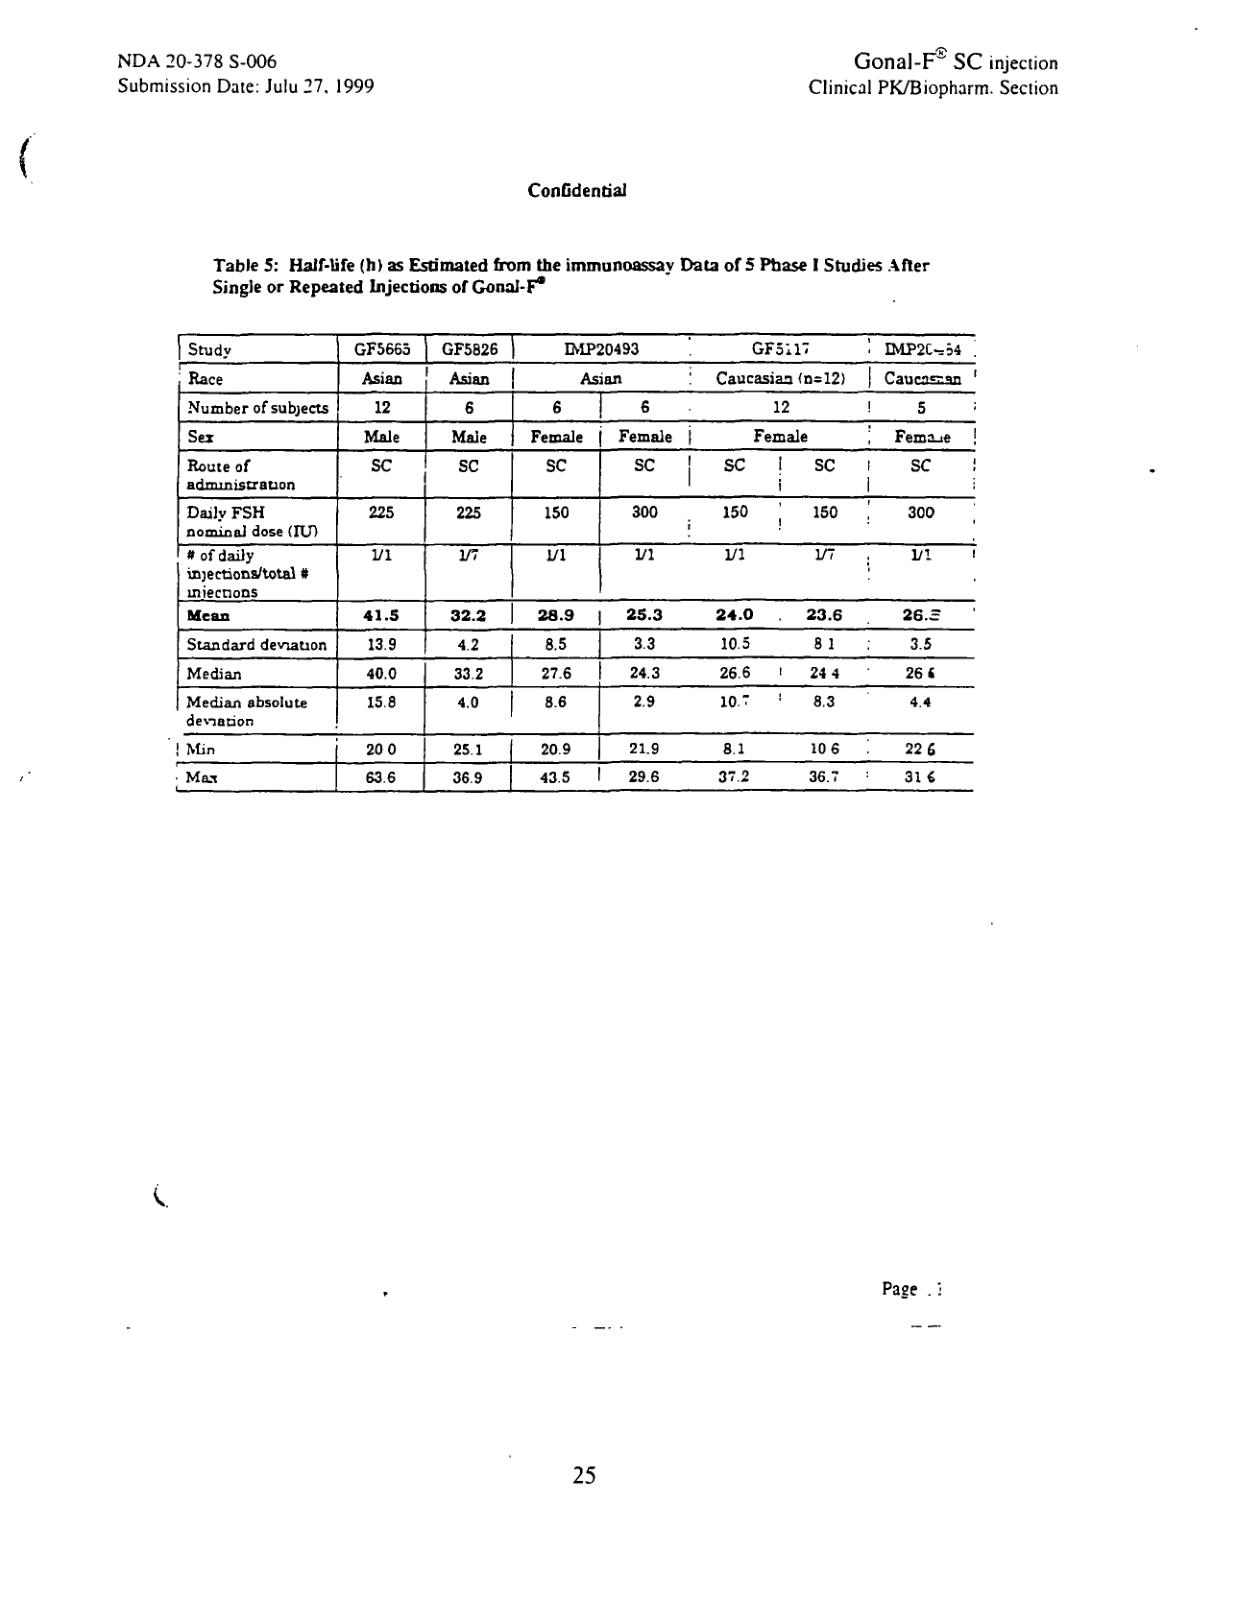 NDA 20-378 S-006
Submission Date: Julu 27, 1999
Gonal-F® SC injection
Clinical PK/Biopharm. Section
Confidential
Table 5: Half-life (h) as Estimated from the immunoassay Data of 5 Phase I Studies After
Single or Repeated Injections of Gonal-F®
Study GF5665 GF5826 IMP20493 GF5117
Race Asian Asian Asian Caucasian (n=12) Caucasian
Number of subjects 12 6 6 6 12 5
Sex Male Male Female Female Female Female
Route of SC SC SC SC SC SC SC
administration
Daily FSH 225 225 150 300 150 150 300
nominal dose (IU)
# of daily 1/1 1/7 1/1 1/1 1/1 1/7 1/1
injections/total #
injections
Mean 41.5 32.2 28.9 25.3 24.0 23.6
Standard deviation 13.9 4.2 8.5 3.3 10.5 8 1 3.5
Median 40.0 33.2 27.6 24.3 26.6 24 4 26 6
Median absolute 15.8 4.0 8.6 2.9 10.7 8.3 4.4
deviation
Min 20 0 25.1 20.9 21.9 8.1 10 6 22 6
Max 63.6 36.9 43.5 29.6 37.2 36.7 31 6
Page
25